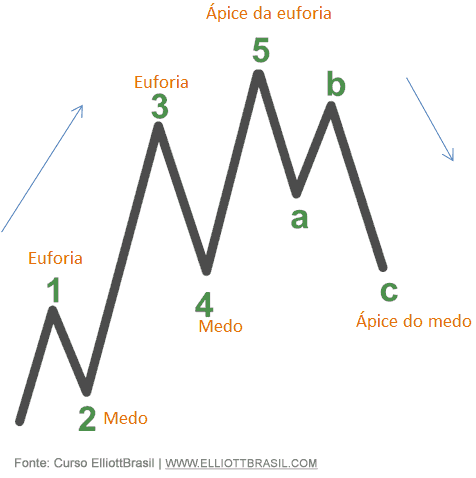 Ápice da euforia
5
Euforia
3
b
a
Euforia
1
4
Medo
c
Ápice do medo
2 Medo
Fonte: Curso ElliottBrasil | WWW.ELLIOTTBRASIL.COM